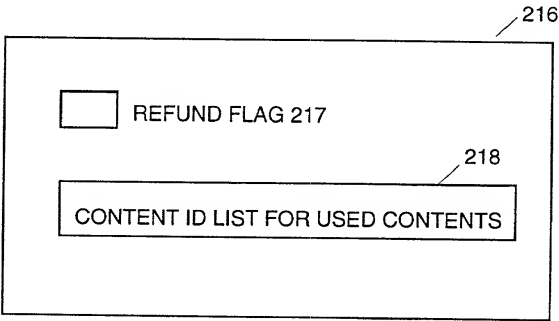 216
REFUND FLAG 217
218
CONTENT ID LIST FOR USED CONTENTS